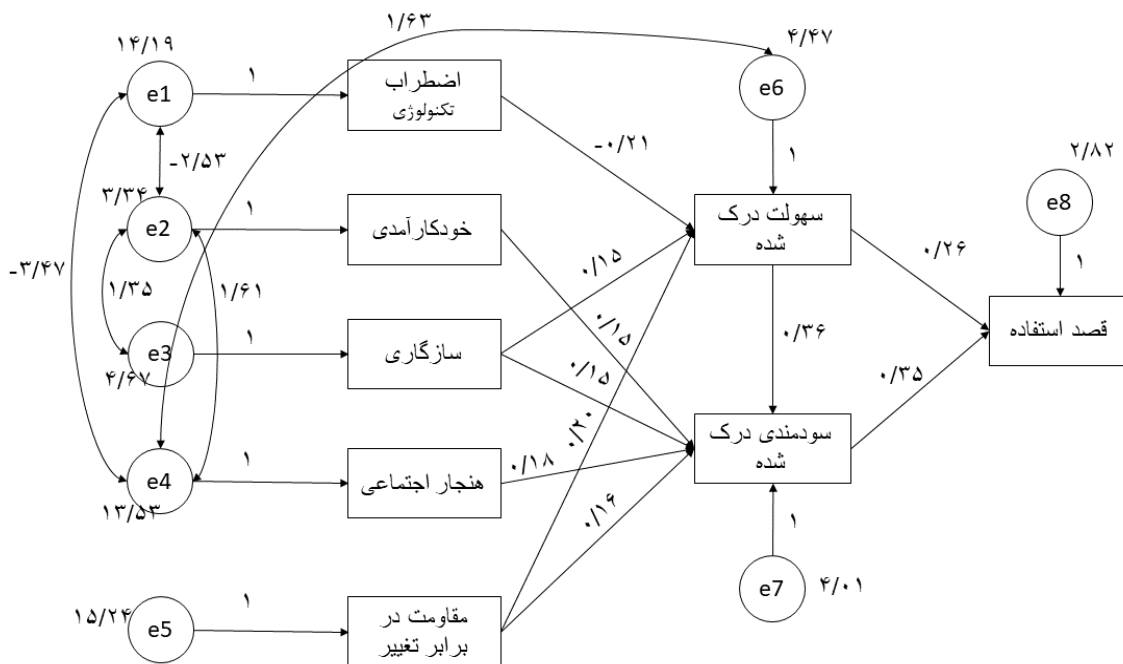 ۱/۶۳
۱۴/۱۹
e1
۱
اضطراب
تکنولوژی
۴/۴۷
e6
-۰/۲۱
۱
۲/۸۲
e8
-۲/۵۳
۳/۳۴
e2
۱
خودکارآمدی
سهولت درک
شده
۰/۲۶
۱
-۳/۴۷
۱/۳۵
۱/۶۱
۰/۱۵
۰/۱۵
۰/۳۶
قصد استفاده
e3
۴/۶۷
۱
سازگاری
۰/۱۵
۰/۳۵
۰/۲۰
سودمندی درک
شده
e4
۱۳/۵۳
۱
هنجار اجتماعی
۰/۱۸
۰/۱۶
۱
e7
۴/۰۱
۱۵/۲۴
e5
۱
مقاومت در
برابر تغییر